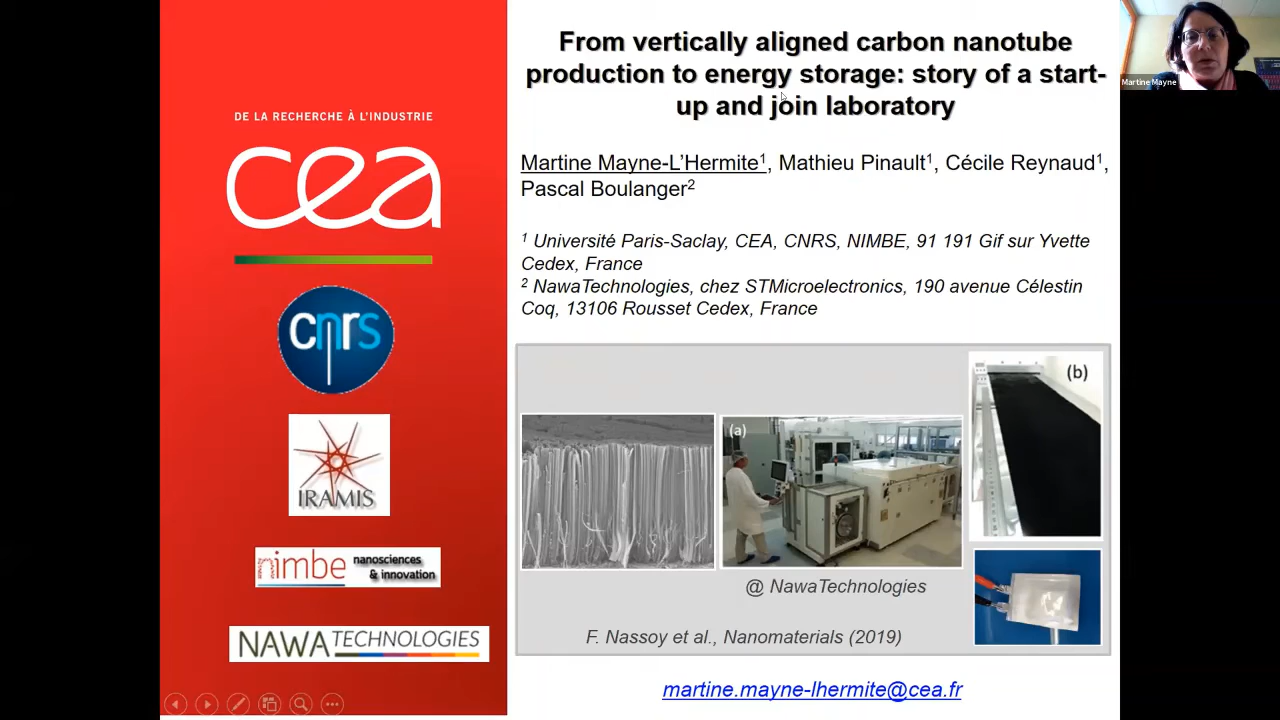 From vertically aligned carbon nanotube
production to energy storage: story of a start-
up and join laboratory
Martine Mayne
DE LA RECHERCHE À L'INDUSTRIE
cea
Martine Mayne-L'Hermite¹, Mathieu Pinault¹, Cécile Reynaud¹,
Pascal Boulanger²
¹ Université Paris-Saclay, CEA, CNRS, NIMBE, 91 191 Gif sur Yvette
Cedex, France
² NawaTechnologies, chez STMicroelectronics, 190 avenue Célestin
Coq, 13106 Rousset Cedex, France
cnrs
IRAMIS
nimbe nanosciences
& innovation
NAWATECHNOLOGIES
(a)
(b)
@ NawaTechnologies
F. Nassoy et al., Nanomaterials (2019)
martine.mayne-lhermite@cea.fr